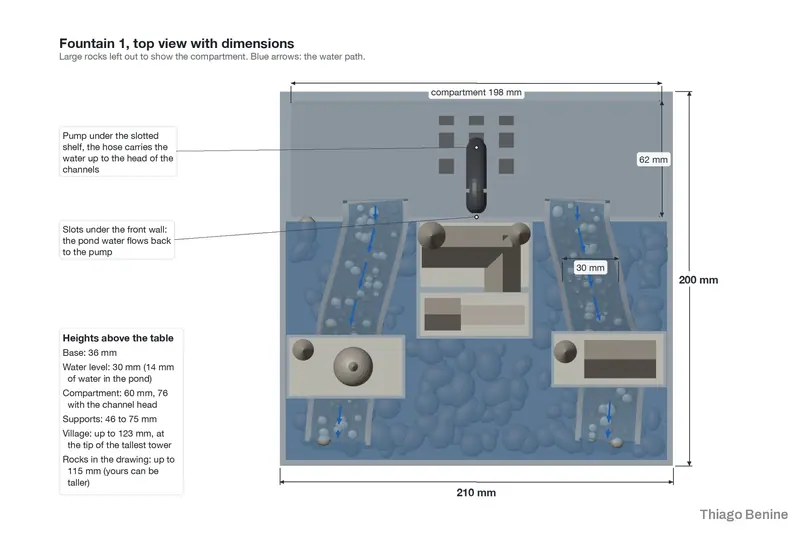 Fountain 1, top view with dimensions
Large rocks left out to show the compartment. Blue arrows: the water path.
compartment 198 mm
Pump under the slotted
shelf, the hose carries the
water up to the head of the
channels
62 mm
Slots under the front wall:
the pond water flows back
to the pump
30 mm
200 mm
Heights above the table
Base: 36 mm
Water level: 30 mm (14 mm
of water in the pond)
Compartment: 60 mm, 76
with the channel head
Supports: 46 to 75 mm
Village: up to 123 mm, at
the tip of the tallest tower
Rocks in the drawing: up to
115 mm (yours can be
taller)
210 mm
Thiago Benine